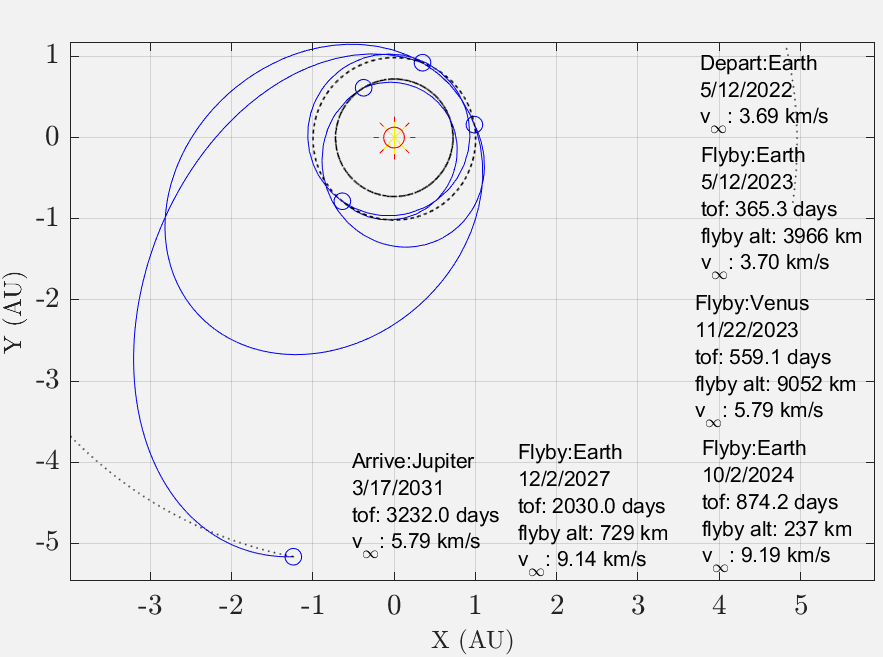 1
0
-1
-2
-3
-4
-5
Y (AU)
-3
-2
-1
0
1
2
3
4
5
X (AU)
Depart:Earth
5/12/2022
v∞: 3.69 km/s
Flyby:Earth
5/12/2023
tof: 365.3 days
flyby alt: 3966 km
v∞: 3.70 km/s
Flyby:Venus
11/22/2023
tof: 559.1 days
flyby alt: 9052 km
v∞: 5.79 km/s
Flyby:Earth
10/2/2024
tof: 874.2 days
flyby alt: 237 km
v∞: 9.19 km/s
Flyby:Earth
12/2/2027
tof: 2030.0 days
flyby alt: 729 km
v∞: 9.14 km/s
Arrive:Jupiter
3/17/2031
tof: 3232.0 days
v∞: 5.79 km/s